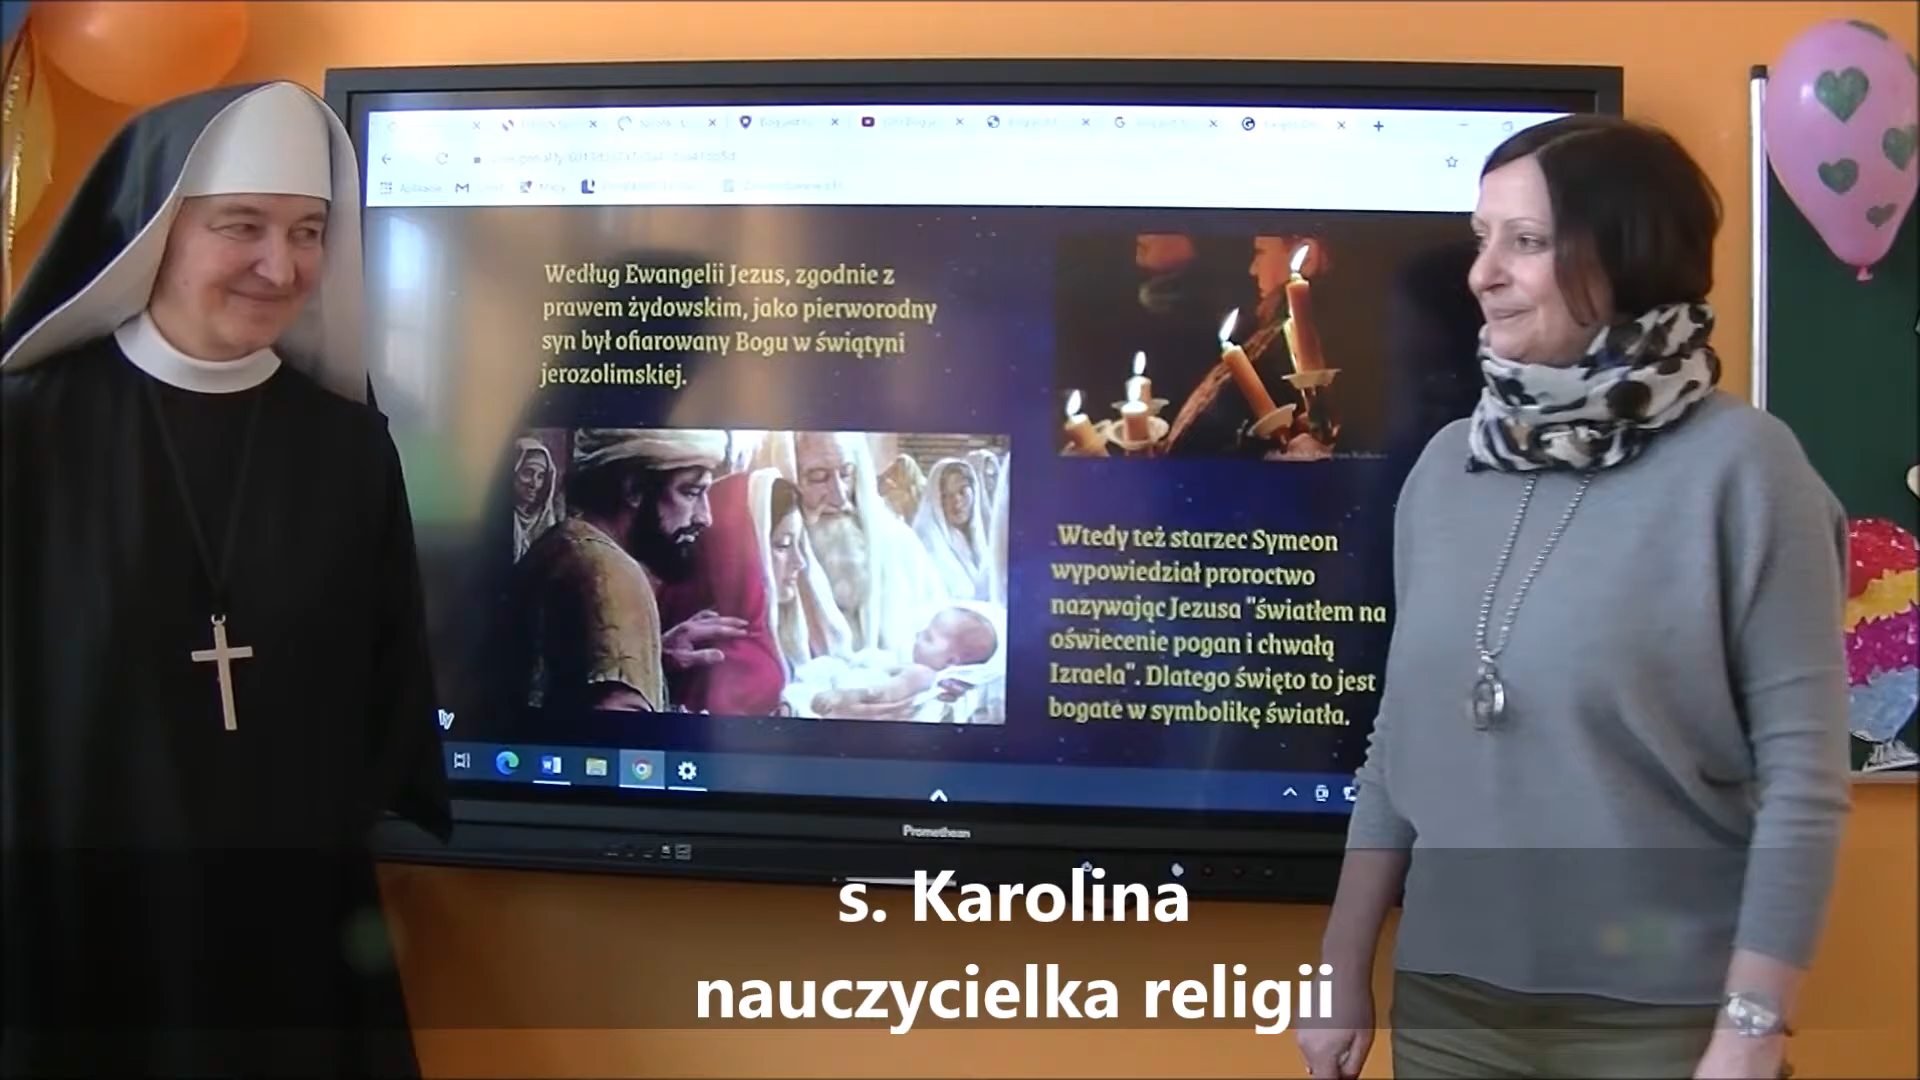 Aplikacje
Według Ewangelii Jezus, zgodnie z
prawem żydowskim, jako pierworodny
syn był ofiarowany Bogu w świątyni
jerozolimskiej.
Wtedy też starzec Symeon
wypowiedział proroctwo
nazywając Jezusa "światłem na
oświecenie pogan i chwałą
Izraela". Dlatego święto to jest
bogate w symbolikę światła.
Promethean
s. Karolina
nauczycielka religii